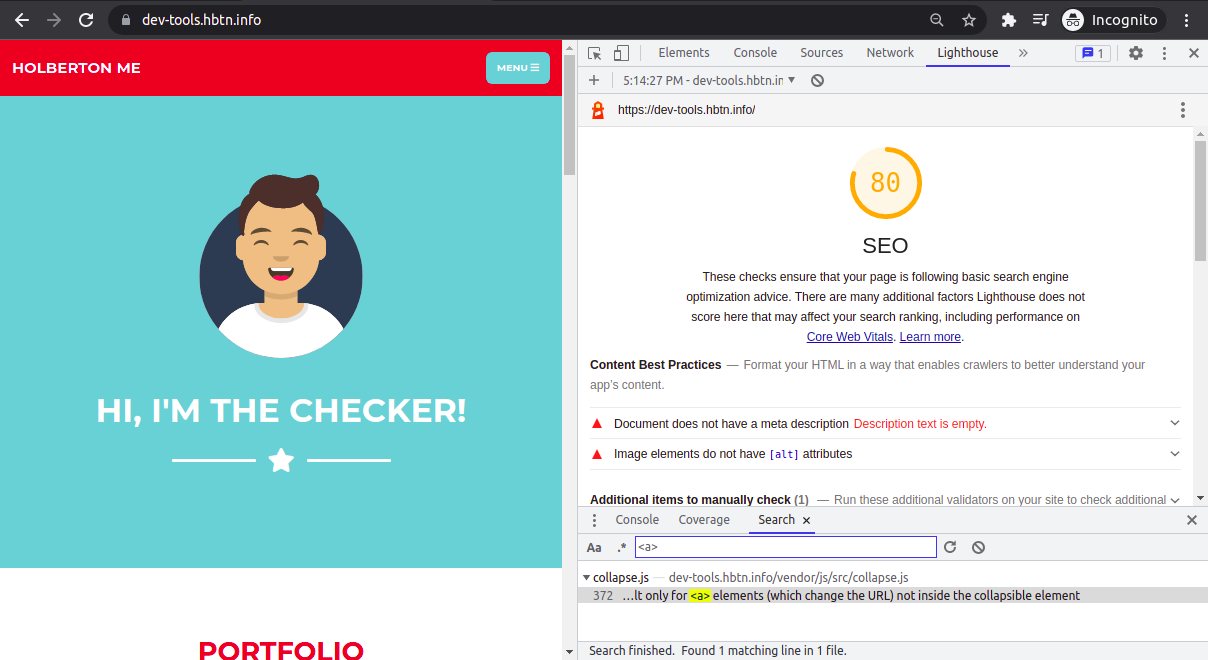 dev-tools.hbtn.info
Incognito
HOLBERTON ME
MENU
HI, I'M THE CHECKER!
PORTFOLIO
Elements Console Sources Network Lighthouse » 1
5:14:27 PM - dev-tools.hbtn.in
https://dev-tools.hbtn.info/
80
SEO
These checks ensure that your page is following basic search engine
optimization advice. There are many additional factors Lighthouse does not
score here that may affect your search ranking, including performance on
Core Web Vitals. Learn more.
Content Best Practices — Format your HTML in a way that enables crawlers to better understand your
app's content.
Document does not have a meta description Description text is empty.
Image elements do not have [alt] attributes
Additional items to manually check (1) — Run these additional validators on your site to check additional
Console Coverage Search
Aa .* <a>
collapse.js — dev-tools.hbtn.info/vendor/js/src/collapse.js
372 …lt only for <a> elements (which change the URL) not inside the collapsible element
Search finished. Found 1 matching line in 1 file.